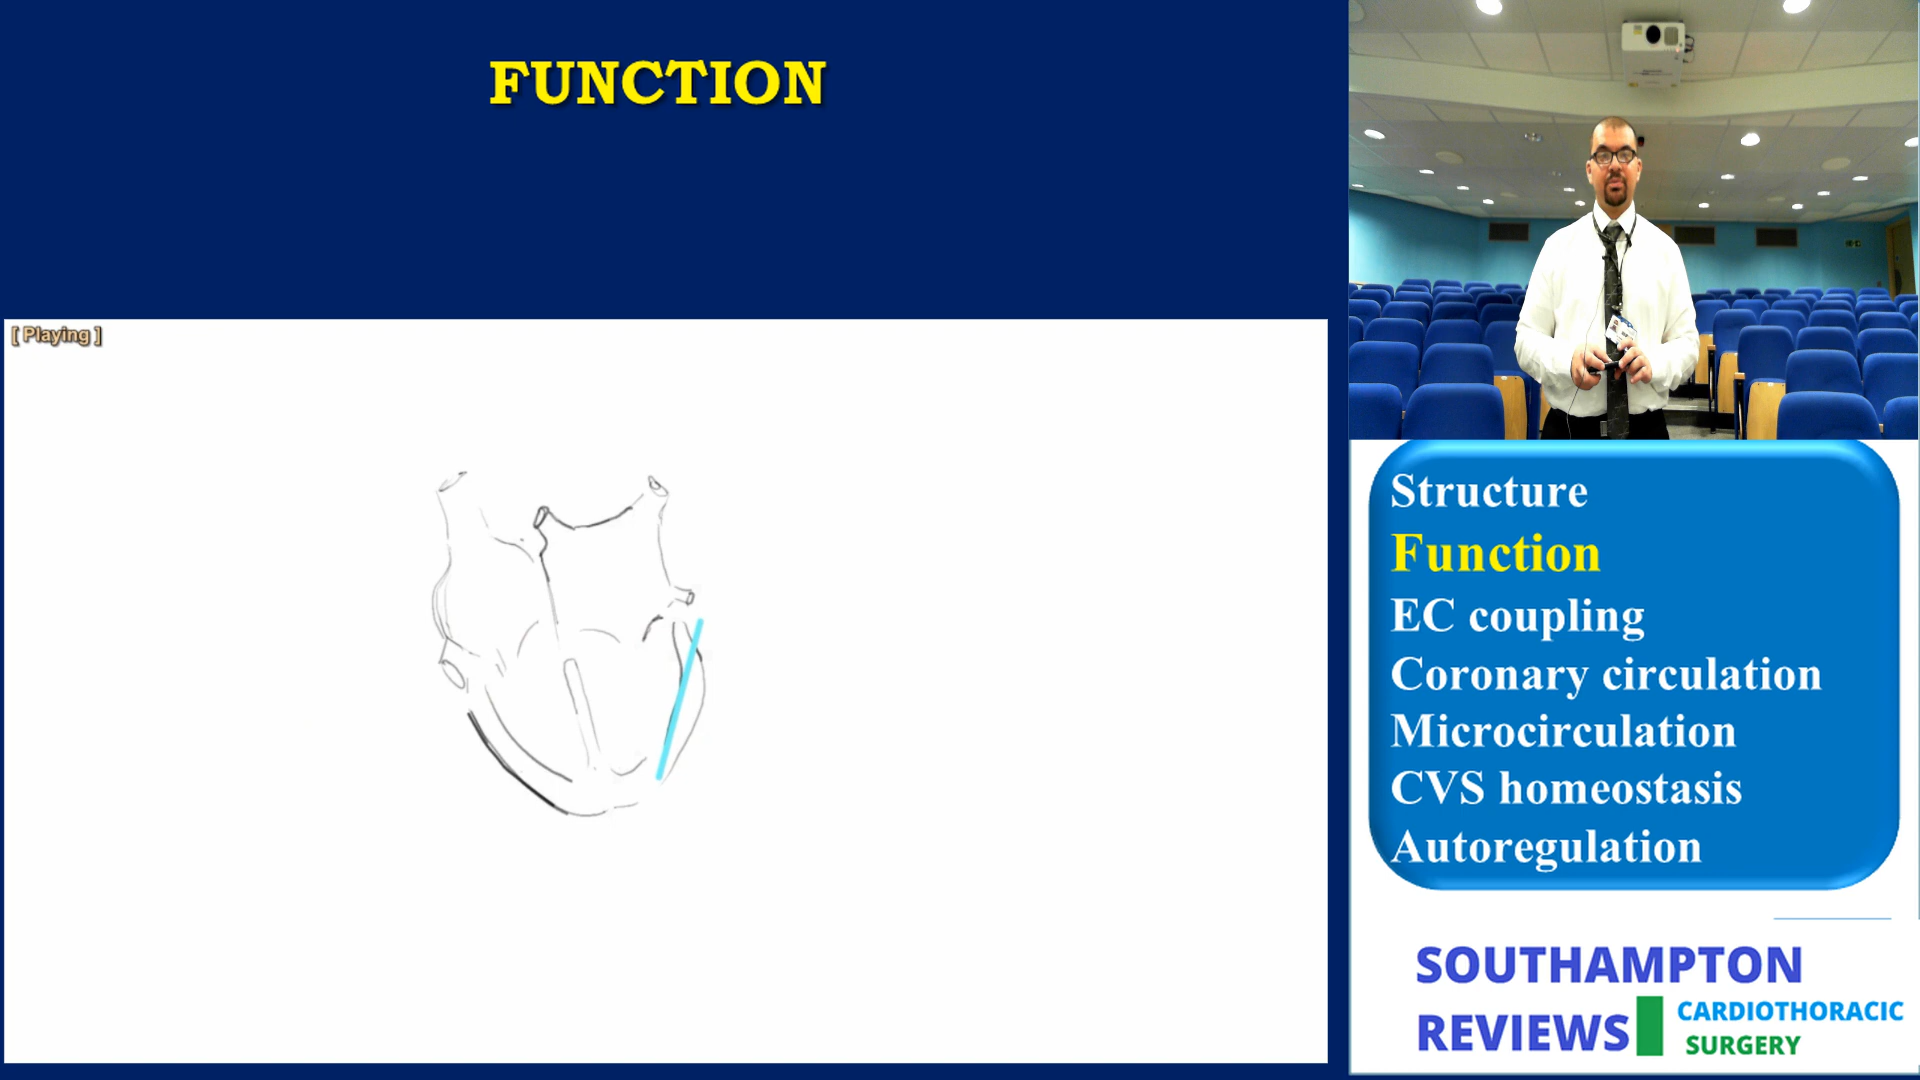 FUNCTION
[ Playing ]
Structure
Function
EC coupling
Coronary circulation
Microcirculation
CVS homeostasis
Autoregulation
SOUTHAMPTON
REVIEWS
CARDIOTHORACIC
SURGERY